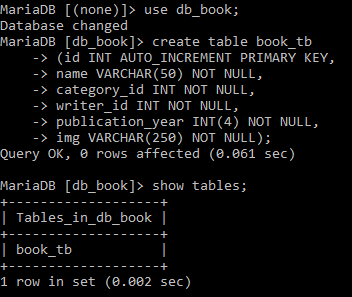 MariaDB [(none)]> use db_book;
Database changed
MariaDB [db_book]> create table book_tb
    -> (id INT AUTO_INCREMENT PRIMARY KEY,
    -> name VARCHAR(50) NOT NULL,
    -> category_id INT NOT NULL,
    -> writer_id INT NOT NULL,
    -> publication_year INT(4) NOT NULL,
    -> img VARCHAR(250) NOT NULL);
Query OK, 0 rows affected (0.061 sec)

MariaDB [db_book]> show tables;
+-------------------+
| Tables_in_db_book |
+-------------------+
| book_tb           |
+-------------------+
1 row in set (0.002 sec)